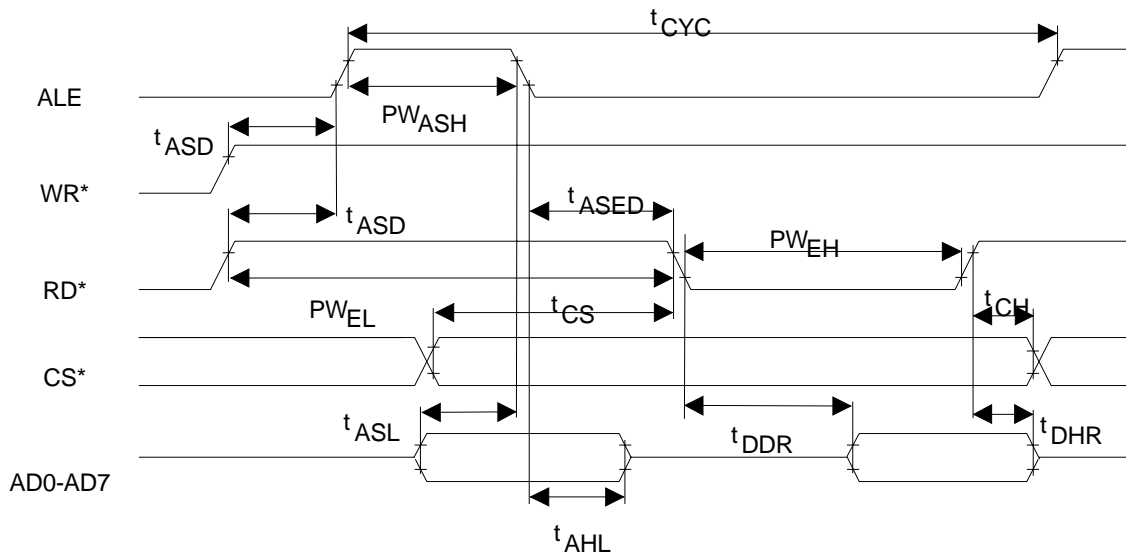 tCYC
ALE
PWASH
tASD
WR*
tASED
tASD
PWEH
RD*
PWEL
tCS
tCH
CS*
tASL
tDDR
tDHR
AD0-AD7
tAHL